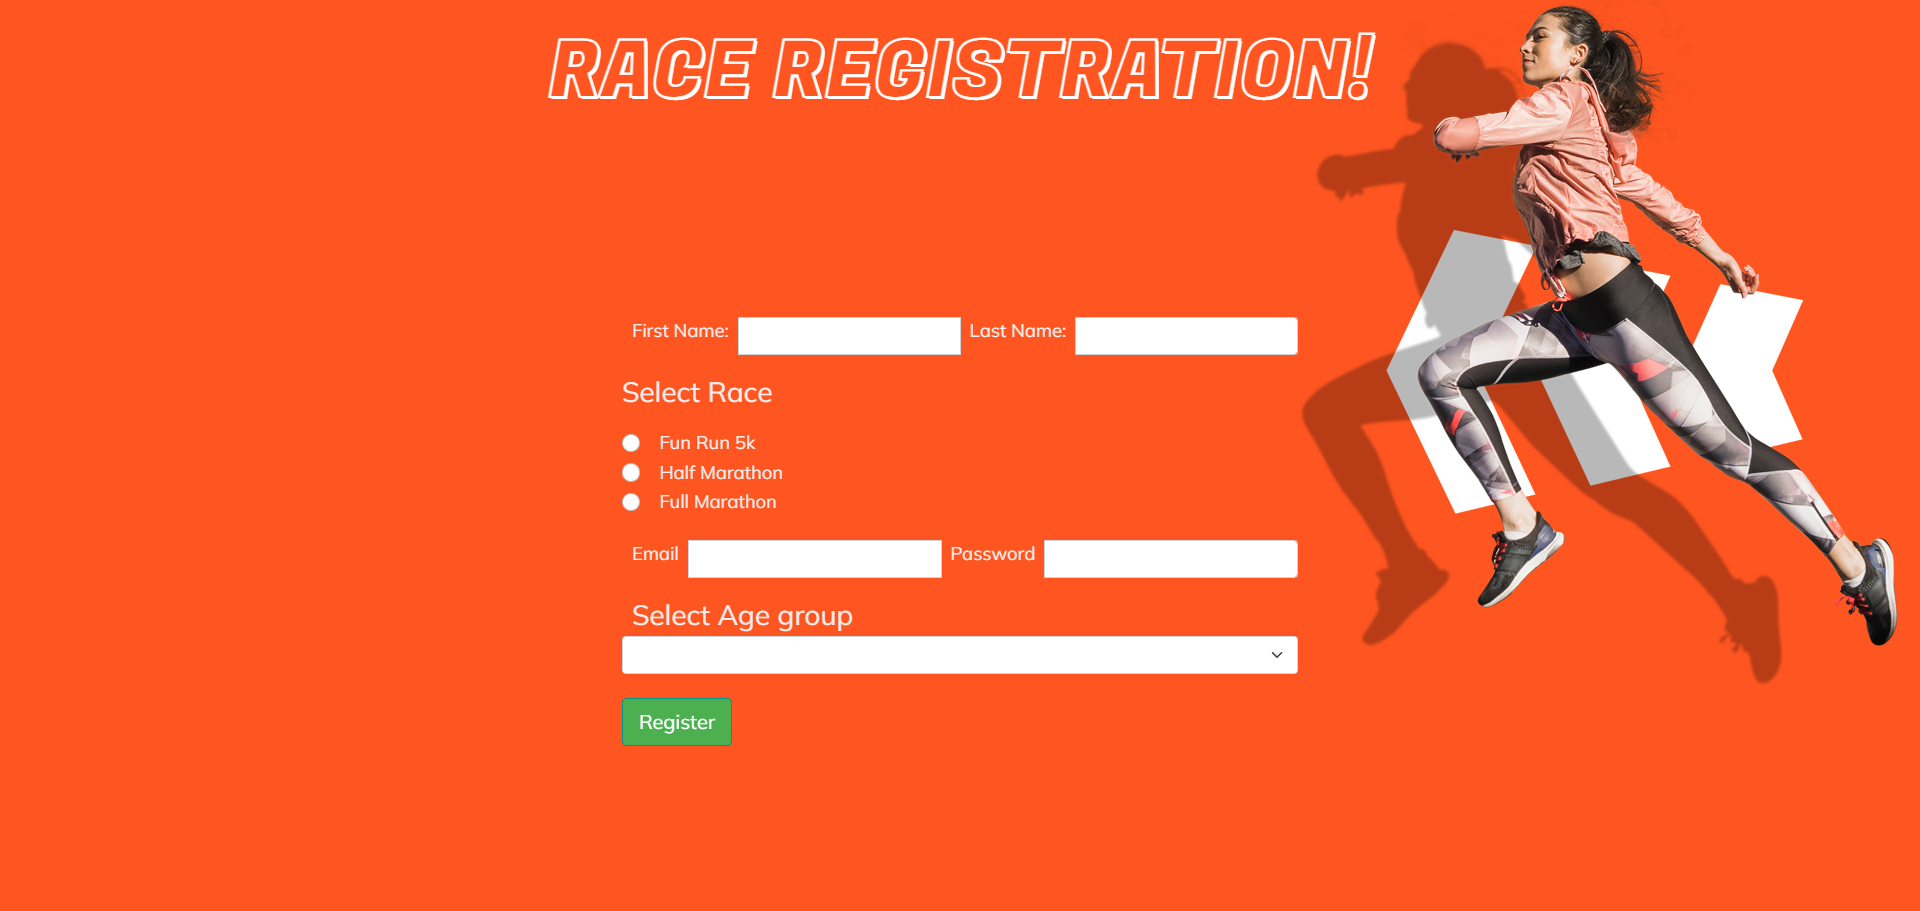 RACE REGISTRATION!
First Name: Last Name:
Select Race
Fun Run 5k
Half Marathon
Full Marathon
Email Password
Select Age group
Register